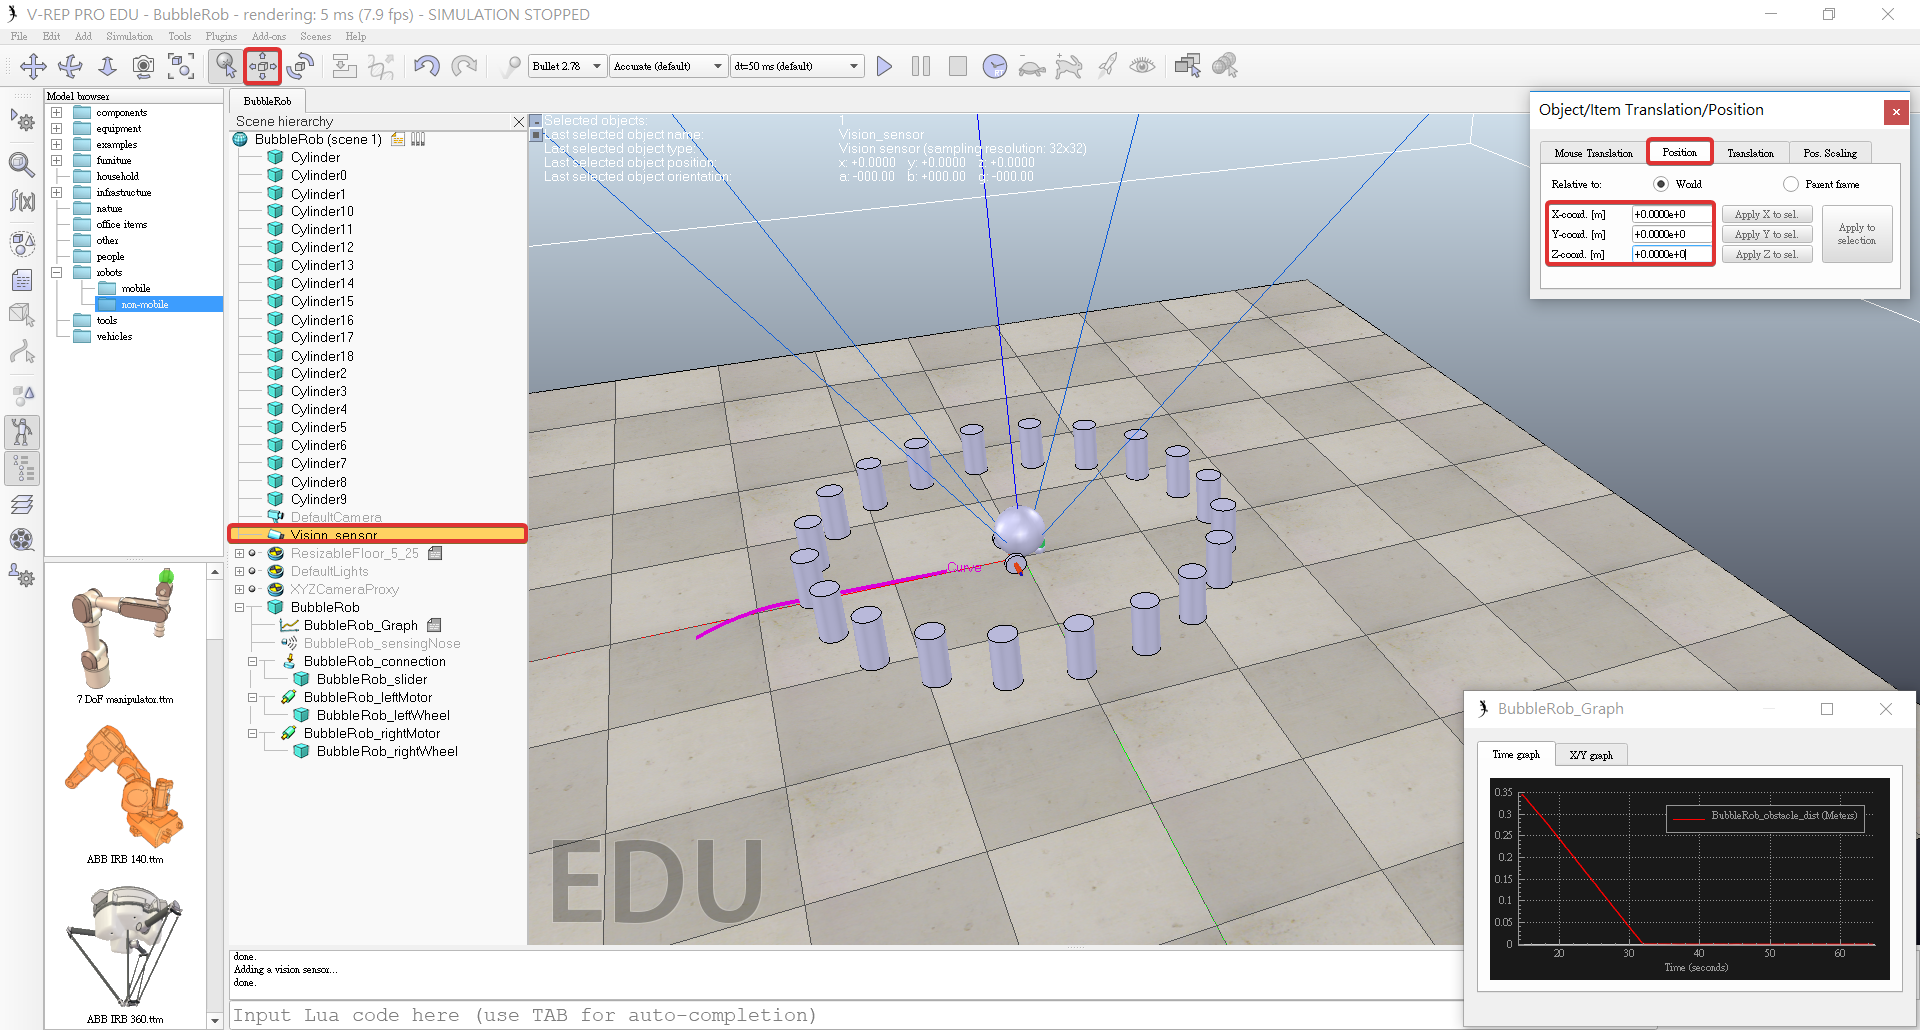 V-REP PRO EDU - BubbleRob - rendering: 5 ms (7.9 fps) - SIMULATION STOPPED
File Edit Add Simulation Tools Plugins Add-ons Scenes Help
Bullet 2.78 Accurate (default) dt=50 ms (default)
Model browser
components
equipment
examples
furniture
household
infrastructure
nature
office items
other
people
robots
mobile
non-mobile
tools
vehicles
7 DoF manipulator.ttm
ABB IRB 140.ttm
ABB IRB 360.ttm
BubbleRob
Scene hierarchy
BubbleRob (scene 1)
Cylinder
Cylinder0
Cylinder1
Cylinder10
Cylinder11
Cylinder12
Cylinder13
Cylinder14
Cylinder15
Cylinder16
Cylinder17
Cylinder18
Cylinder2
Cylinder3
Cylinder4
Cylinder5
Cylinder6
Cylinder7
Cylinder8
Cylinder9
DefaultCamera
Vision_sensor
ResizableFloor_5_25
DefaultLights
XYZCameraProxy
BubbleRob
BubbleRob_Graph
BubbleRob_sensingNose
BubbleRob_connection
BubbleRob_slider
BubbleRob_leftMotor
BubbleRob_leftWheel
BubbleRob_rightMotor
BubbleRob_rightWheel
Selected objects: 1
Last selected object name: Vision_sensor
Last selected object type: Vision sensor (sampling resolution: 32x32)
Last selected object position: x: +0.0000 y: +0.0000 z: +0.0000
Last selected object orientation: a: -000.00 b: +000.00 g: -000.00
Curve
EDU
Object/Item Translation/Position
Mouse Translation Position Translation Pos. Scaling
Relative to: World Parent frame
X-coord. [m] +0.0000e+0 Apply X to sel.
Y-coord. [m] +0.0000e+0 Apply Y to sel.
Z-coord. [m] +0.0000e+0 Apply Z to sel.
Apply to
selection
BubbleRob_Graph
Time graph X/Y graph
BubbleRob_obstacle_dist (Meters)
0.35
0.3
0.25
0.2
0.15
0.1
0.05
0
20 30 40 50 60
Time (seconds)
done.
Adding a vision sensor...
done.
Input Lua code here (use TAB for auto-completion)